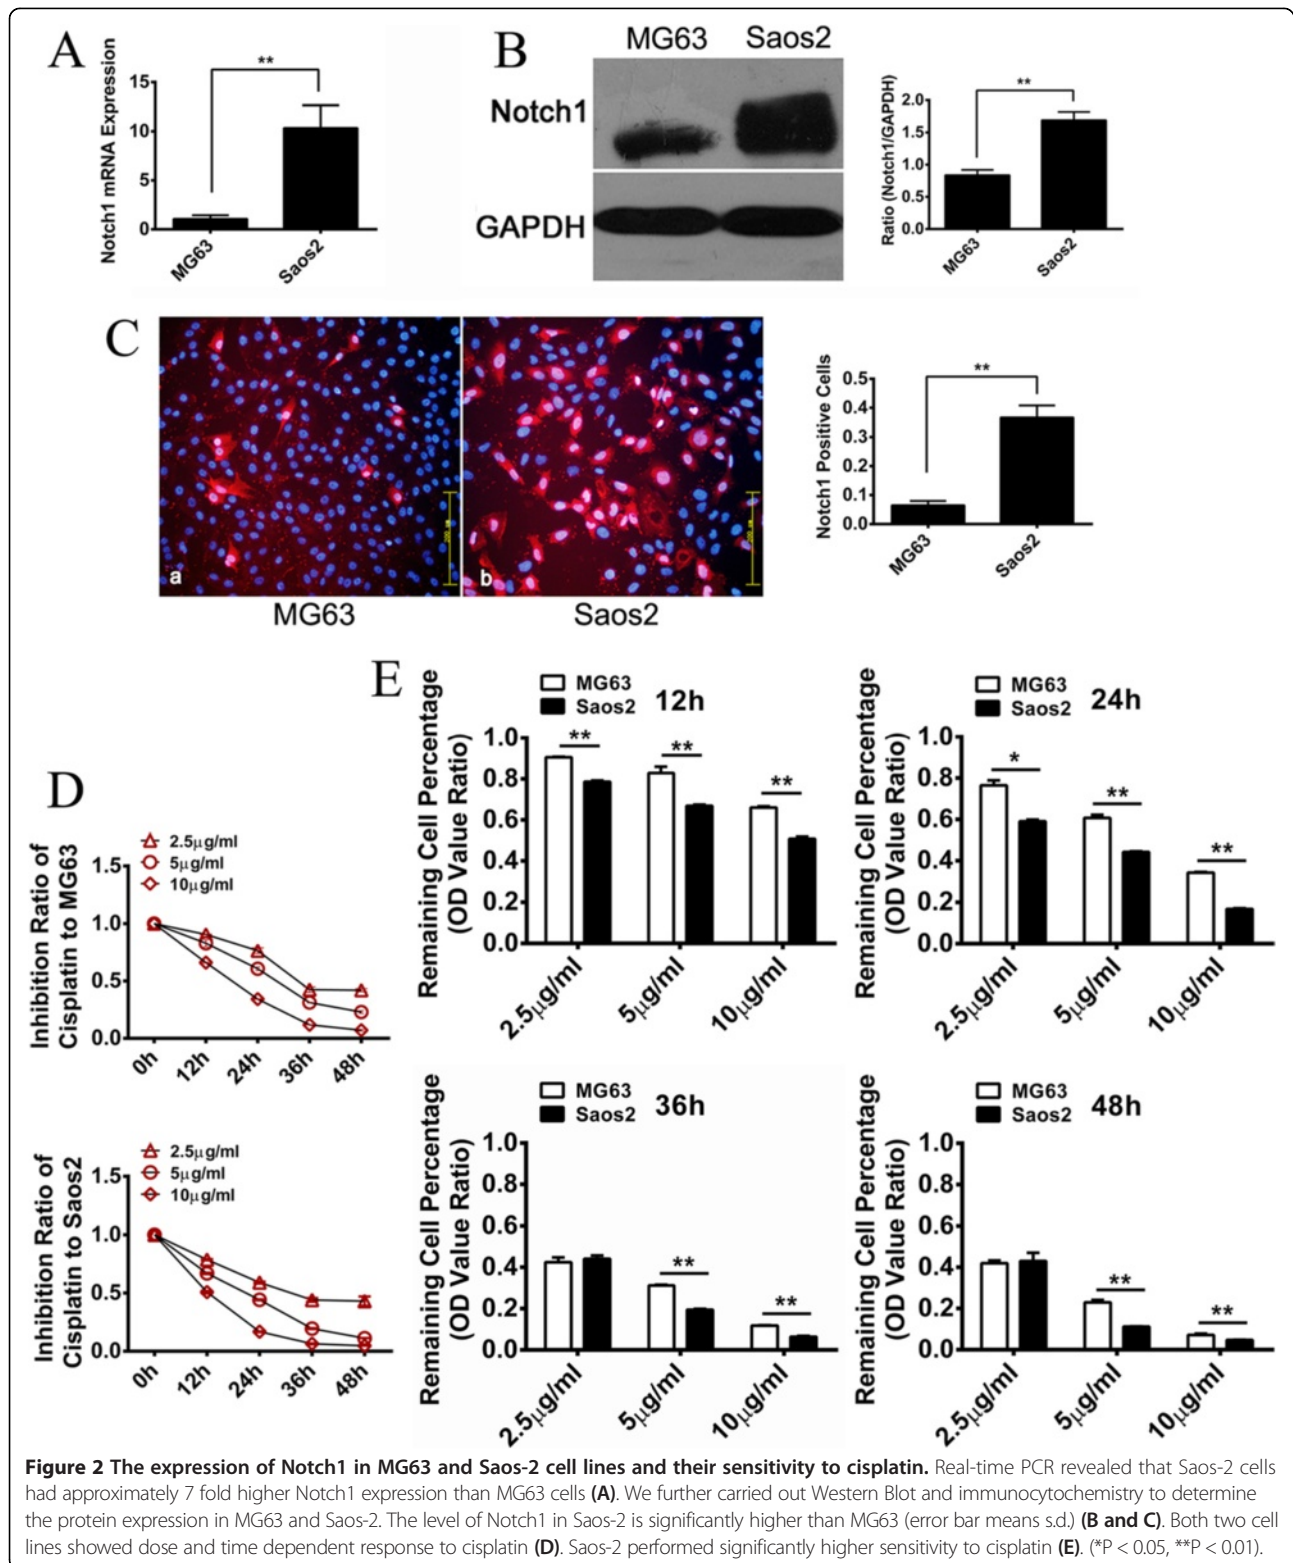 A
Notch1 mRNA Expression
15
10
5
0
**
MG63
Saos2
B
MG63 Saos2
Notch1
GAPDH
Ratio (Notch1/GAPDH)
2.0
1.5
1.0
0.5
0.0
**
MG63
Saos2
C
a
b
MG63
Saos2
Notch1 Positive Cells
0.5
0.4
0.3
0.2
0.1
0.0
**
MG63
Saos2
D
Inhibition Ratio of
Cisplatin to MG63
2.5μg/ml
5μg/ml
10μg/ml
1.5
1.0
0.5
0.0
0h
12h
24h
36h
48h
Inhibition Ratio of
Cisplatin to Saos2
2.5μg/ml
5μg/ml
10μg/ml
1.5
1.0
0.5
0.0
0h
12h
24h
36h
48h
E
Remaining Cell Percentage
(OD Value Ratio)
MG63
Saos2
12h
1.0
0.8
0.6
0.4
0.2
0.0
**
**
**
2.5μg/ml
5μg/ml
10μg/ml
Remaining Cell Percentage
(OD Value Ratio)
MG63
Saos2
24h
1.0
0.8
0.6
0.4
0.2
0.0
*
**
**
2.5μg/ml
5μg/ml
10μg/ml
Remaining Cell Percentage
(OD Value Ratio)
MG63
Saos2
36h
1.0
0.8
0.6
0.4
0.2
0.0
**
**
2.5μg/ml
5μg/ml
10μg/ml
Remaining Cell Percentage
(OD Value Ratio)
MG63
Saos2
48h
1.0
0.8
0.6
0.4
0.2
0.0
**
**
2.5μg/ml
5μg/ml
10μg/ml
Figure 2 The expression of Notch1 in MG63 and Saos-2 cell lines and their sensitivity to cisplatin. Real-time PCR revealed that Saos-2 cells
had approximately 7 fold higher Notch1 expression than MG63 cells (A). We further carried out Western Blot and immunocytochemistry to determine
the protein expression in MG63 and Saos-2. The level of Notch1 in Saos-2 is significantly higher than MG63 (error bar means s.d.) (B and C). Both two cell
lines showed dose and time dependent response to cisplatin (D). Saos-2 performed significantly higher sensitivity to cisplatin (E). (*P < 0.05, **P < 0.01).